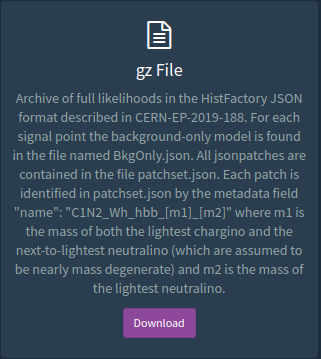 gz File
Archive of full likelihoods in the HistFactory JSON
format described in CERN-EP-2019-188. For each
signal point the background-only model is found
in the file named BkgOnly.json. All jsonpatches are
contained in the file patchset.json. Each patch is
identified in patchset.json by the metadata field
"name": "C1N2_Wh_hbb_[m1]_[m2]" where m1 is
the mass of both the lightest chargino and the
next-to-lightest neutralino (which are assumed to
be nearly mass degenerate) and m2 is the mass of
the lightest neutralino.
Download